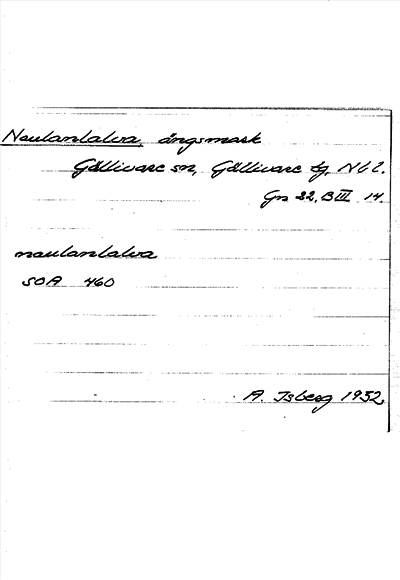 Naulanlalva, ängsmark
Gällivare sn, Gällivare tg, Nbl.
Gn 22. B III 14.
naulanlalva
SOA 460
A. Isberg 1932.